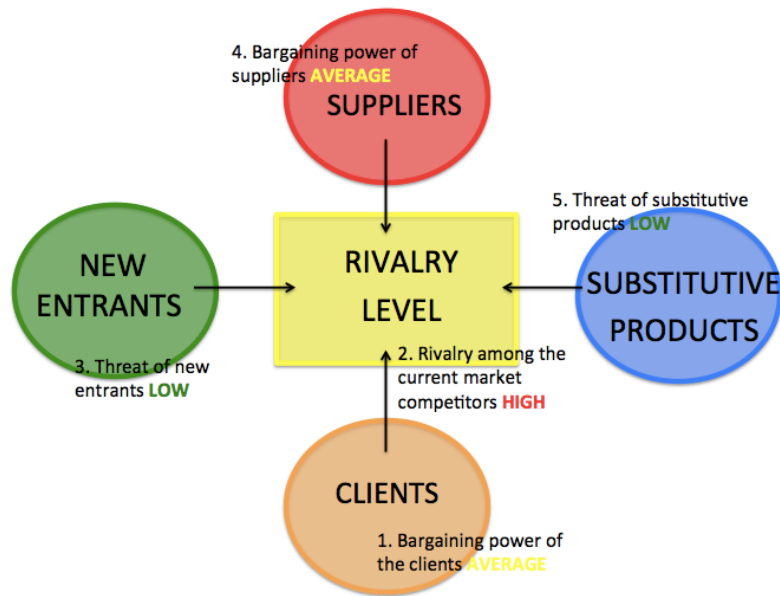 4. Bargaining power of
suppliers AVERAGE
SUPPLIERS
5. Threat of substitutive
products LOW
NEW
ENTRANTS
RIVALRY
LEVEL
SUBSTITUTIVE
PRODUCTS
3. Threat of new
entrants LOW
2. Rivalry among the
current market
competitors HIGH
CLIENTS
1. Bargaining power of
the clients AVERAGE